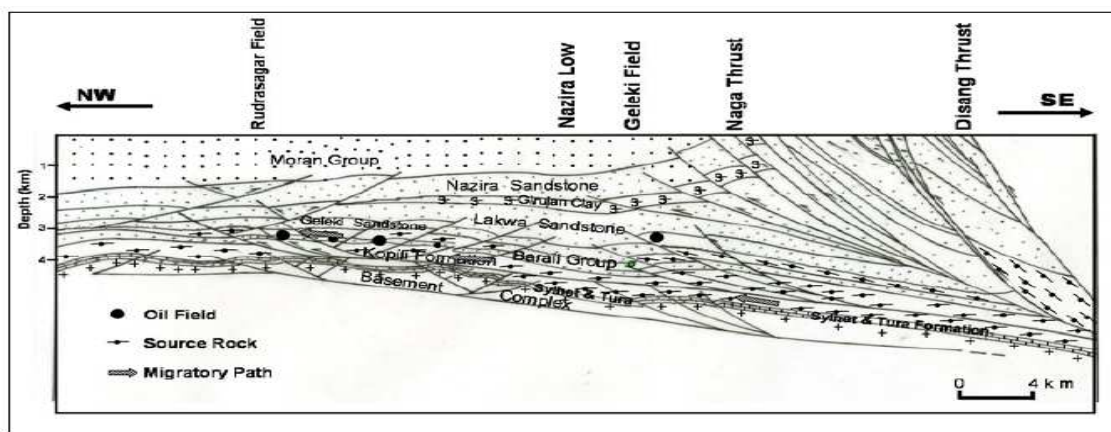 Rudrasagar Field
Nazira Low
Geleki Field
Naga Thrust
Disang Thrust
NW
SE
Depth (km)
1
2
3
4
Moran Group
Nazira Sandstone
Girujan Clay
Geleki Sandstone
Lakwa Sandstone
Kopili Formation
Barail Group
Basement Complex
Sylhet & Tura
Sylhet & Tura Formation
Oil Field
Source Rock
Migratory Path
0 4 km